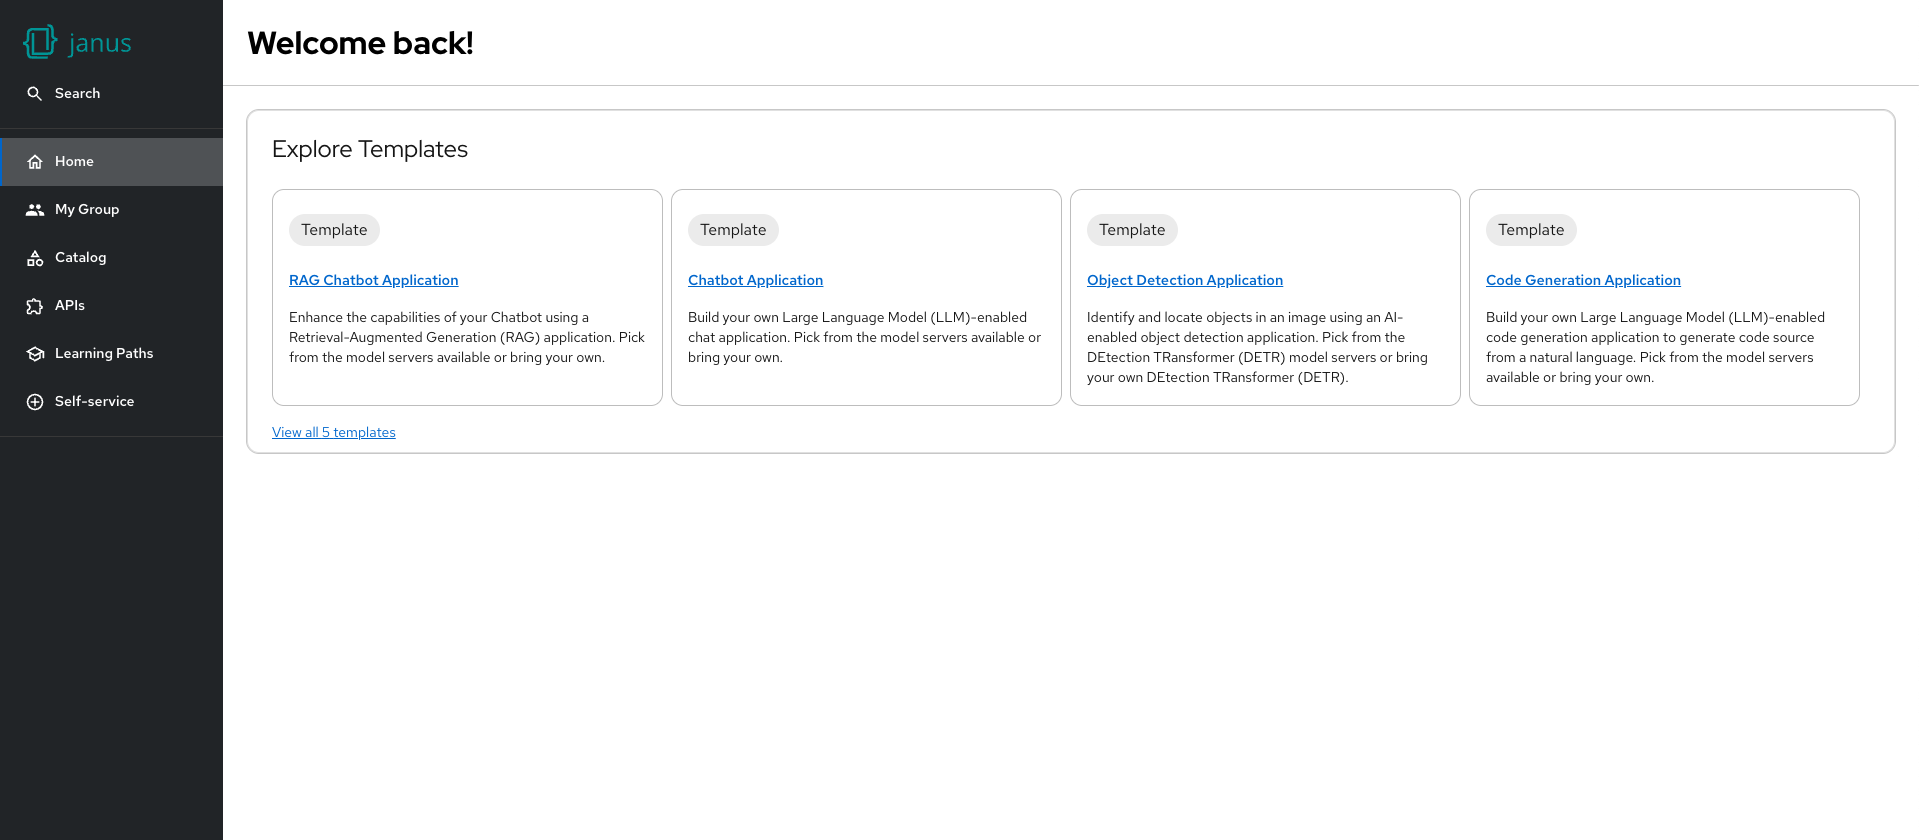 janus
Search
Home
My Group
Catalog
APIs
Learning Paths
Self-service
Welcome back!
Explore Templates
Template
RAG Chatbot Application
Enhance the capabilities of your Chatbot using a
Retrieval-Augmented Generation (RAG) application. Pick
from the model servers available or bring your own.
Template
Chatbot Application
Build your own Large Language Model (LLM)-enabled
chat application. Pick from the model servers available or
bring your own.
Template
Object Detection Application
Identify and locate objects in an image using an AI-
enabled object detection application. Pick from the
DEtection TRansformer (DETR) model servers or bring
your own DEtection TRansformer (DETR).
Template
Code Generation Application
Build your own Large Language Model (LLM)-enabled
code generation application to generate code source
from a natural language. Pick from the model servers
available or bring your own.
View all 5 templates